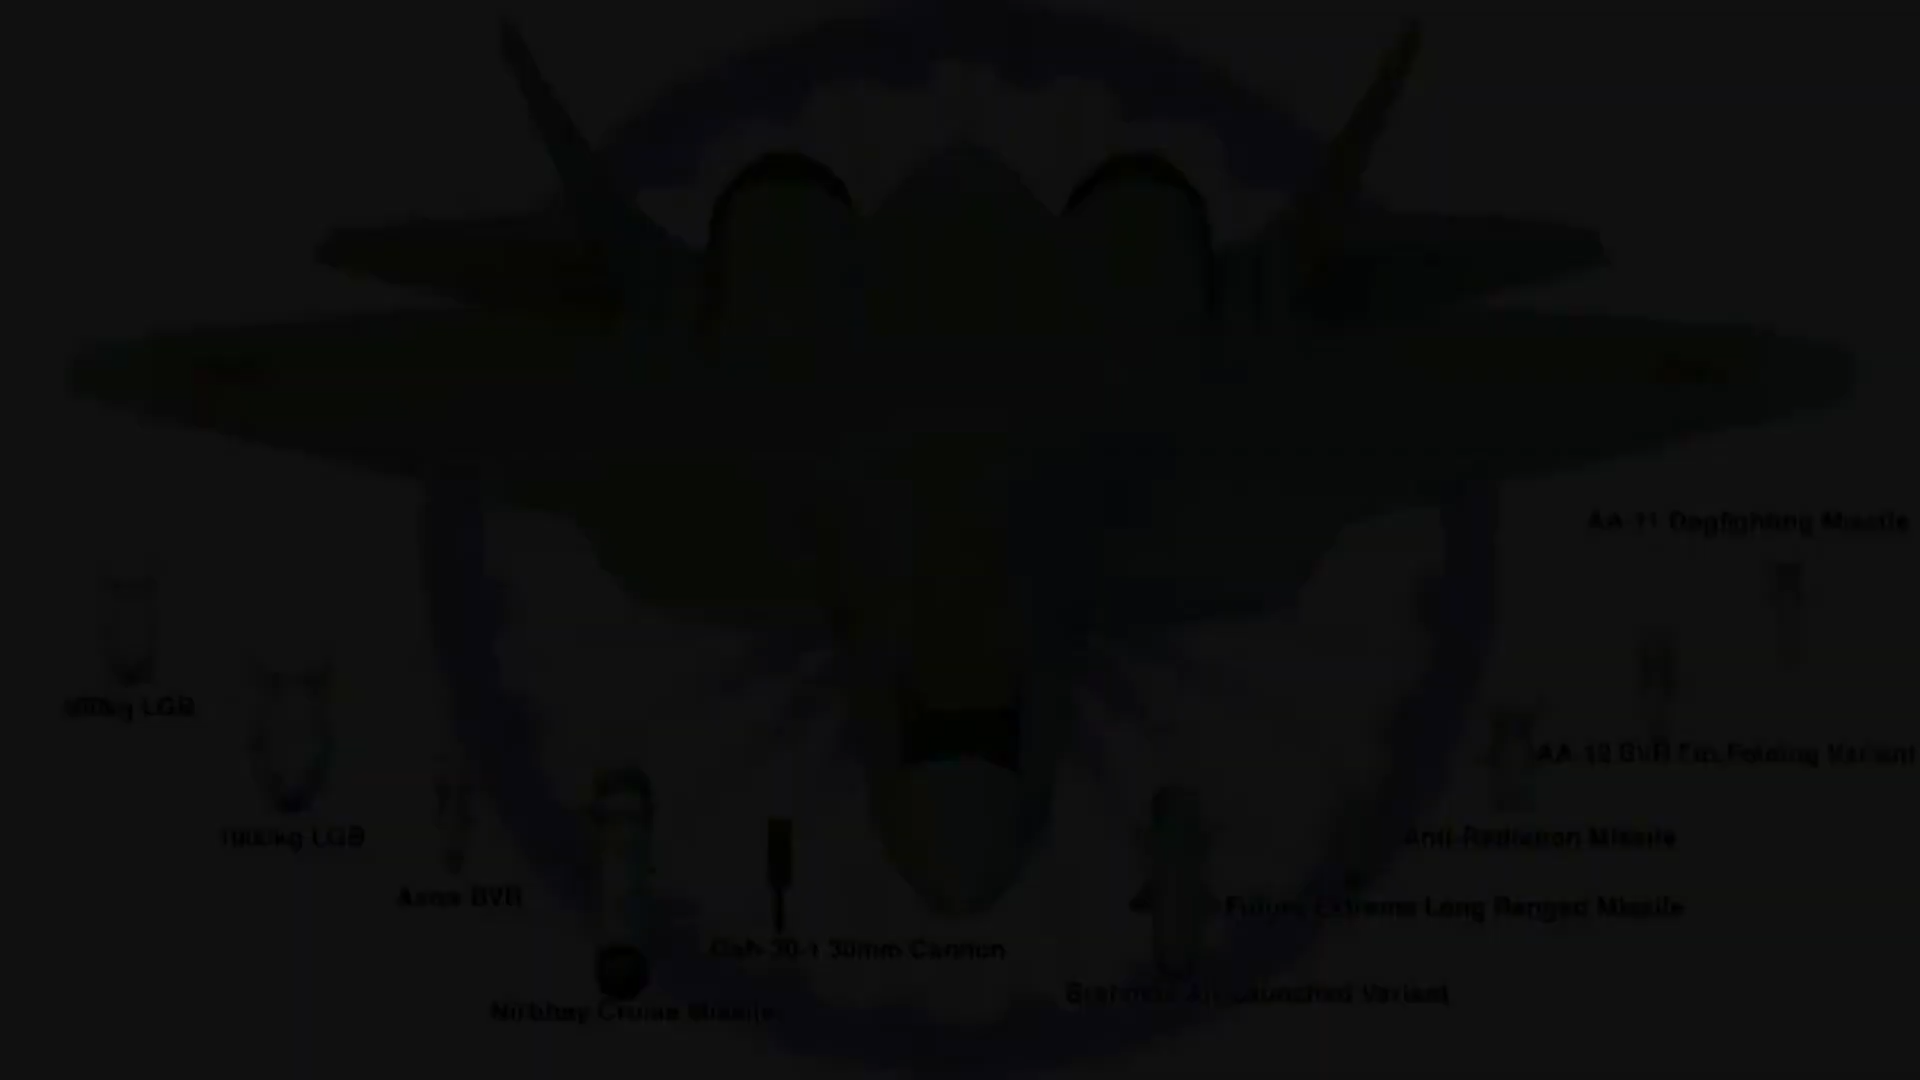 AA-11 Dogfighting Missile
kg LGB
AA-12 BVR Fin Folding Variant
1000kg LGB
Anti-Radiation Missile
Astra BVR
Future Extreme Long Ranged Missile
Gsh-30-1 30mm Cannon
Brahmos Air Launched Variant
Nirbhay Cruise Missile